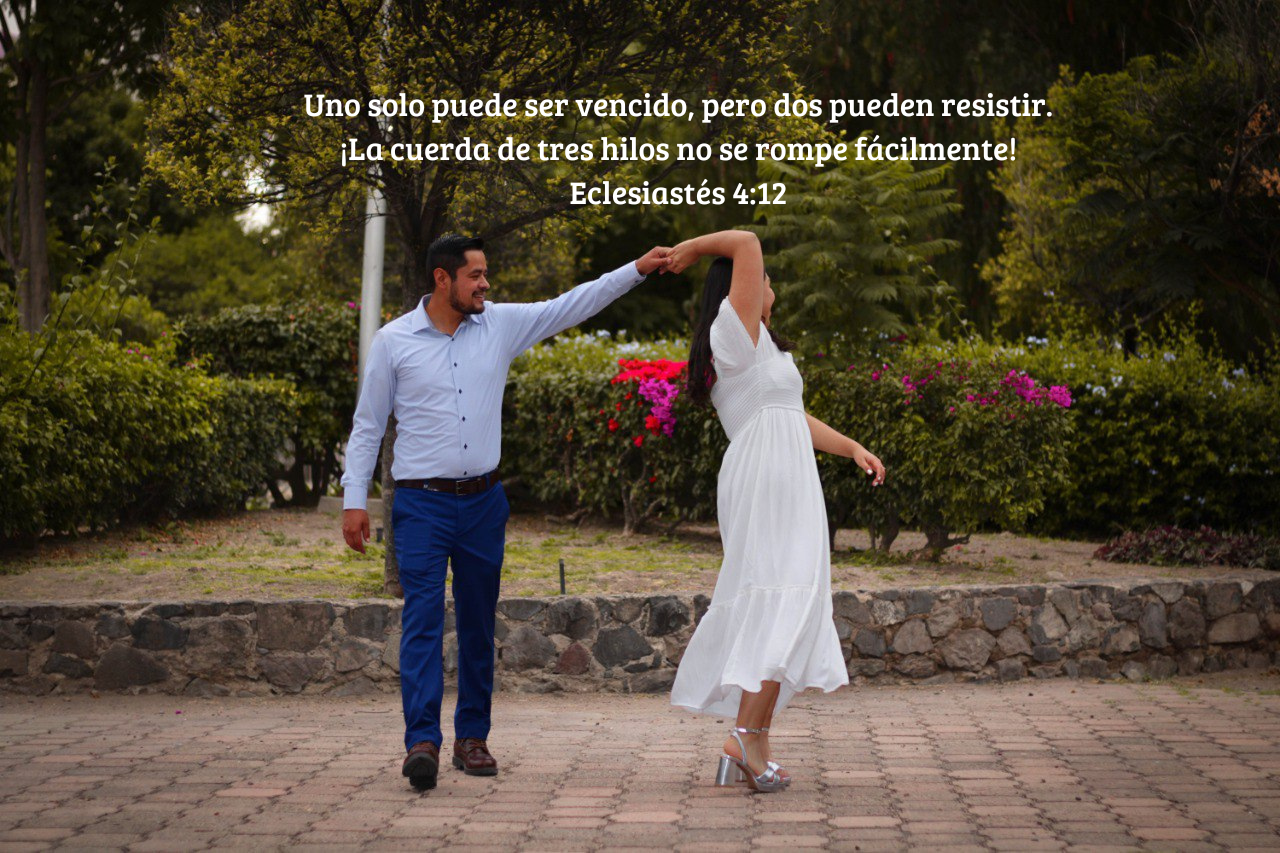 Uno solo puede ser vencido, pero dos pueden resistir.
¡La cuerda de tres hilos no se rompe fácilmente!
Eclesiastés 4:12